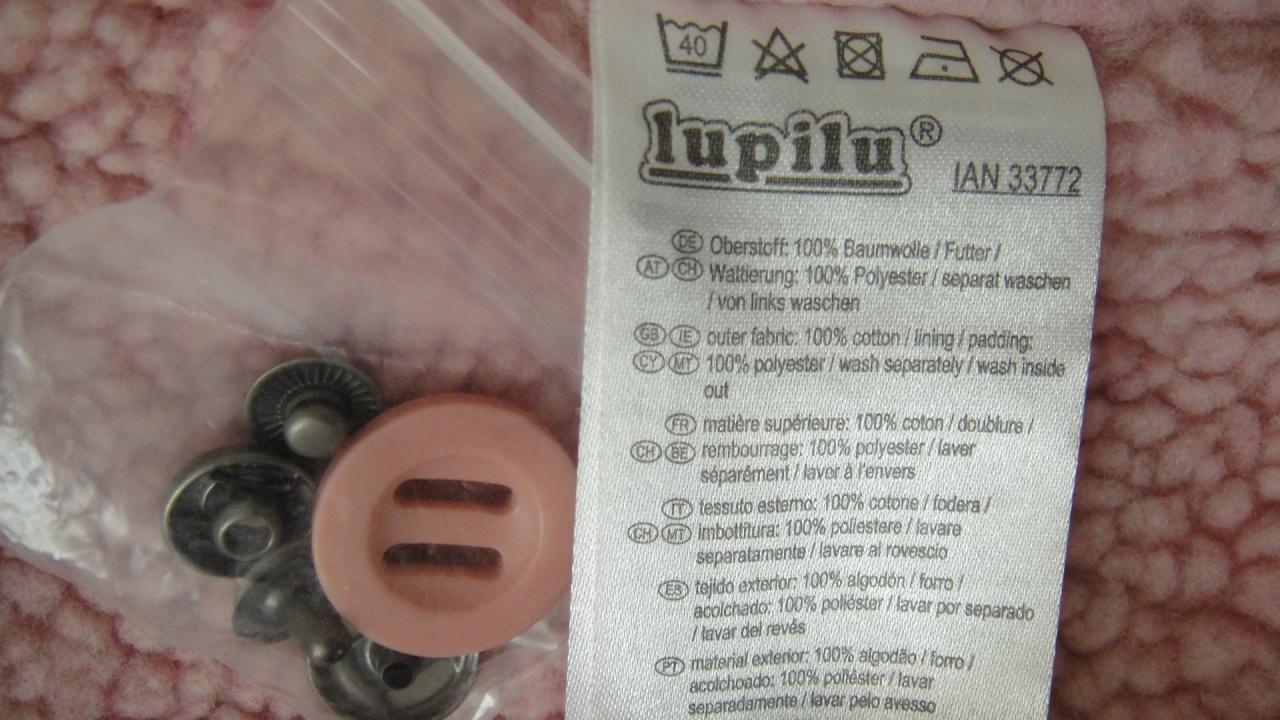 40
lupilu®
IAN 33772
DE Oberstoff: 100% Baumwolle / Futter /
AT CH Wattierung: 100% Polyester / separat waschen
/ von links waschen
GB IE outer fabric: 100% cotton / lining / padding:
CY MT 100% polyester / wash separately / wash inside
out
FR matière supérieure: 100% coton / doublure /
CH BE rembourrage: 100% polyester / laver
séparément / laver à l'envers
IT tessuto esterno: 100% cotone / fodera /
CH MT imbottitura: 100% poliestere / lavare
separatamente / lavare al rovescio
ES tejido exterior: 100% algodón / forro /
acolchado: 100% poliéster / lavar por separado
/ lavar del revés
PT material exterior: 100% algodão / forro /
acolchoado: 100% poliéster / lavar
separadamente / lavar pelo avesso